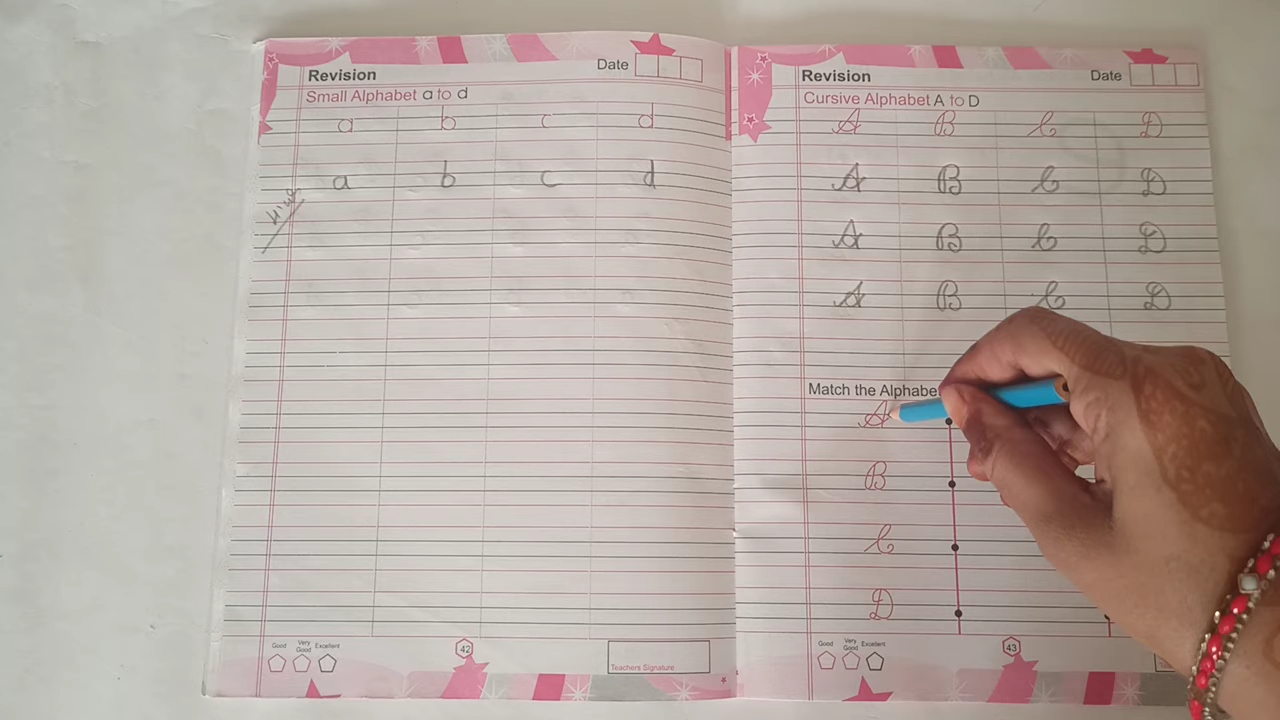 Revision
Date
Small Alphabet a to d
a b c d
a b c d
Good
Very Good
Excellent
42
Teachers Signature
Revision
Date
Cursive Alphabet A to D
A B C D
A B C D
A B C D
A B C D
Match the Alphabe
A
B
C
D
Good
Very Good
Excellent
43